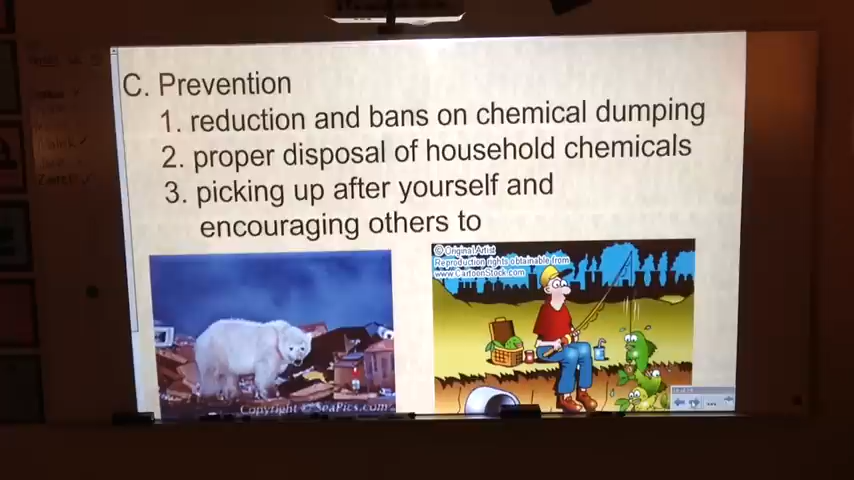 C. Prevention
1. reduction and bans on chemical dumping
2. proper disposal of household chemicals
3. picking up after yourself and
encouraging others to
© Original Artist
Reproduction rights obtainable from
www.CartoonStock.com
Copyright © SeaPics.com